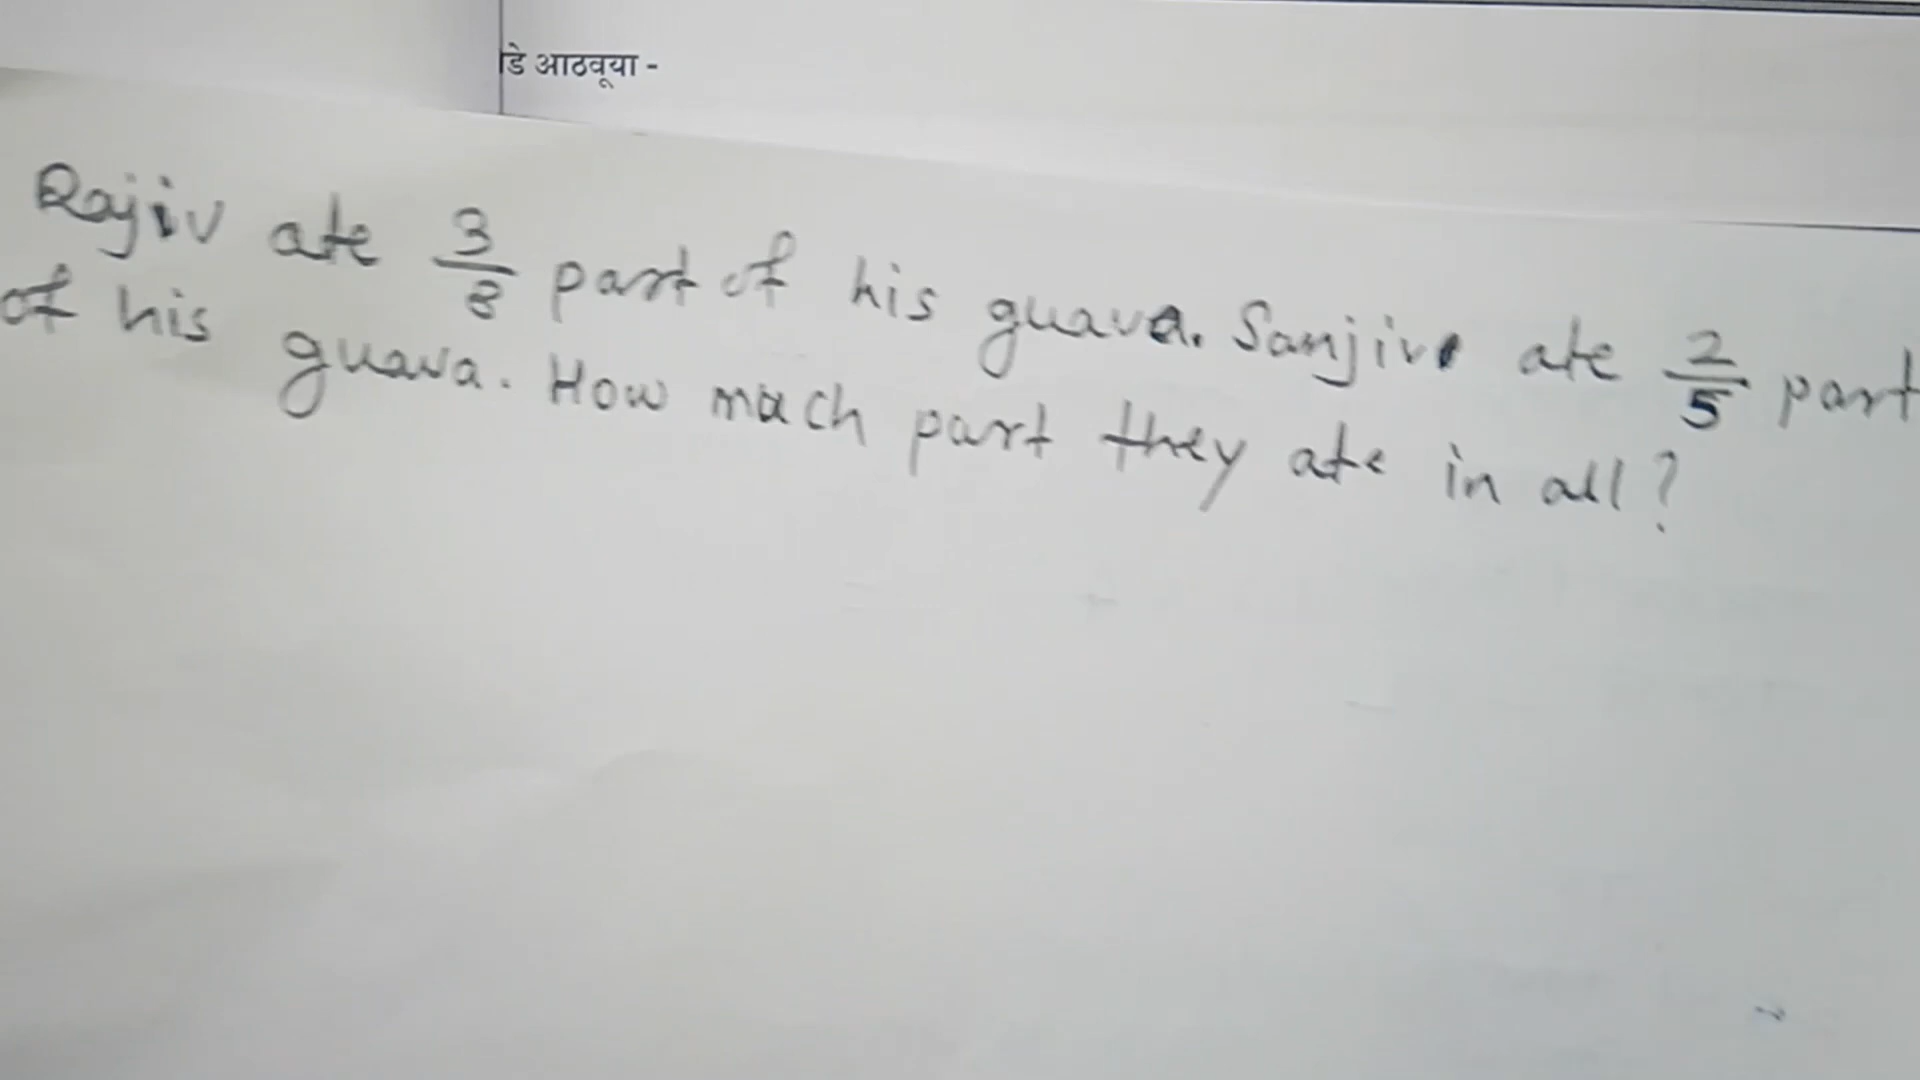 डे आठवूया -
Rajiv ate 3/8 part of his guava. Sanjiv ate 2/5 part
of his guava. How much part they ate in all?